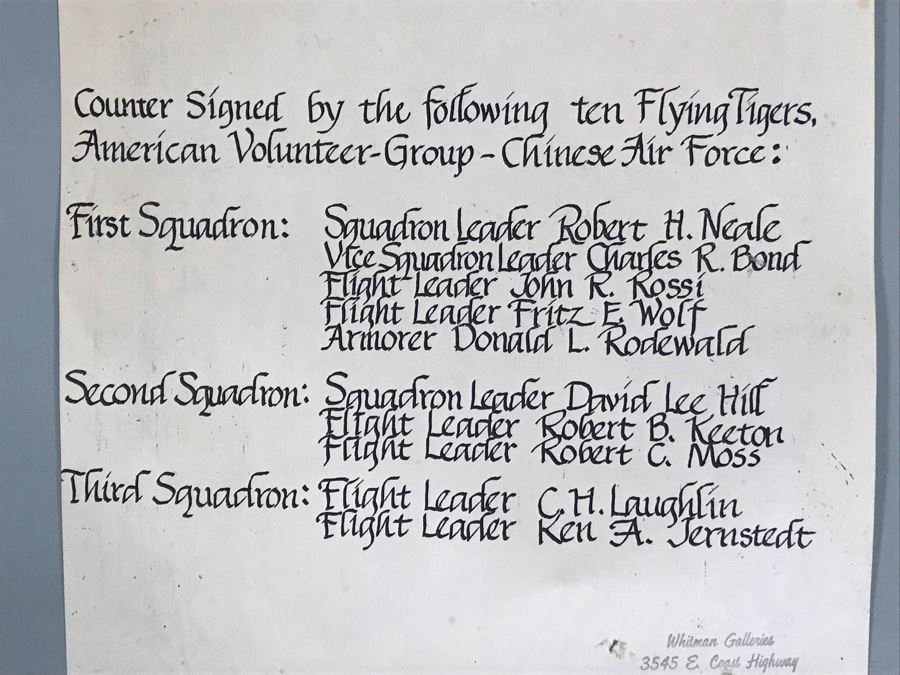 Counter Signed by the following ten Flying Tigers,
American Volunteer-Group - Chinese Air Force:
First Squadron: Squadron Leader Robert H. Neale
Vice Squadron Leader Charles R. Bond
Flight Leader John R. Rossi
Flight Leader Fritz E. Wolf
Armorer Donald L. Rodewald
Second Squadron: Squadron Leader David Lee Hill
Flight Leader Robert B. Keeton
Flight Leader Robert C. Moss
Third Squadron: Flight Leader C.H. Laughlin
Flight Leader Ken A. Jernstedt
Whitman Galleries
3545 E. Coast Highway